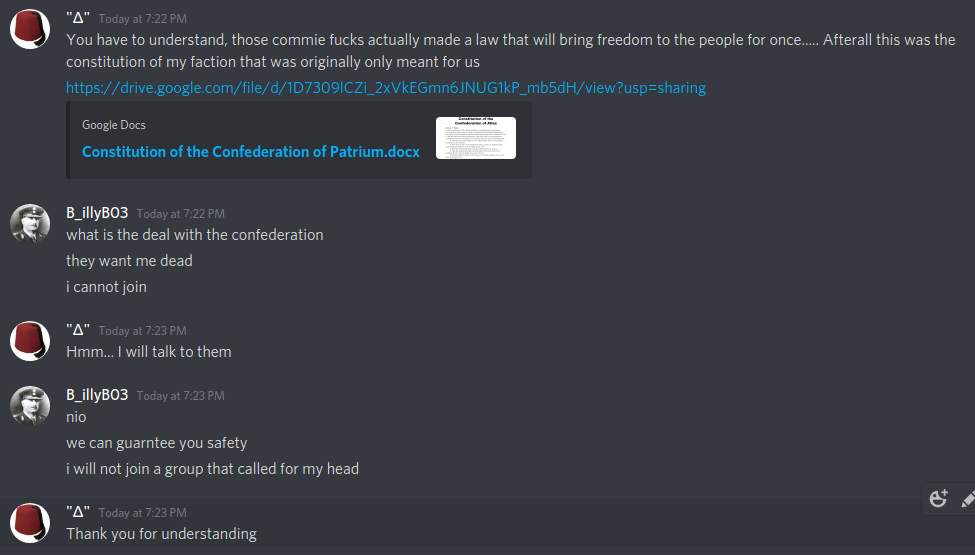 "Δ" Today at 7:22 PM
You have to understand, those commie fucks actually made a law that will bring freedom to the people for once..... Afterall this was the
constitution of my faction that was originally only meant for us
https://drive.google.com/file/d/1D7309lCZi_2xVkEGmn6JNUG1kP_mb5dH/view?usp=sharing
Google Docs
Constitution of the Confederation of Patrium.docx
Constitution of the
Confederation of Atlas
B_illyBO3 Today at 7:22 PM
what is the deal with the confederation
they want me dead
i cannot join
"Δ" Today at 7:23 PM
Hmm... I will talk to them
B_illyBO3 Today at 7:23 PM
nio
we can guarntee you safety
i will not join a group that called for my head
"Δ" Today at 7:23 PM
Thank you for understanding